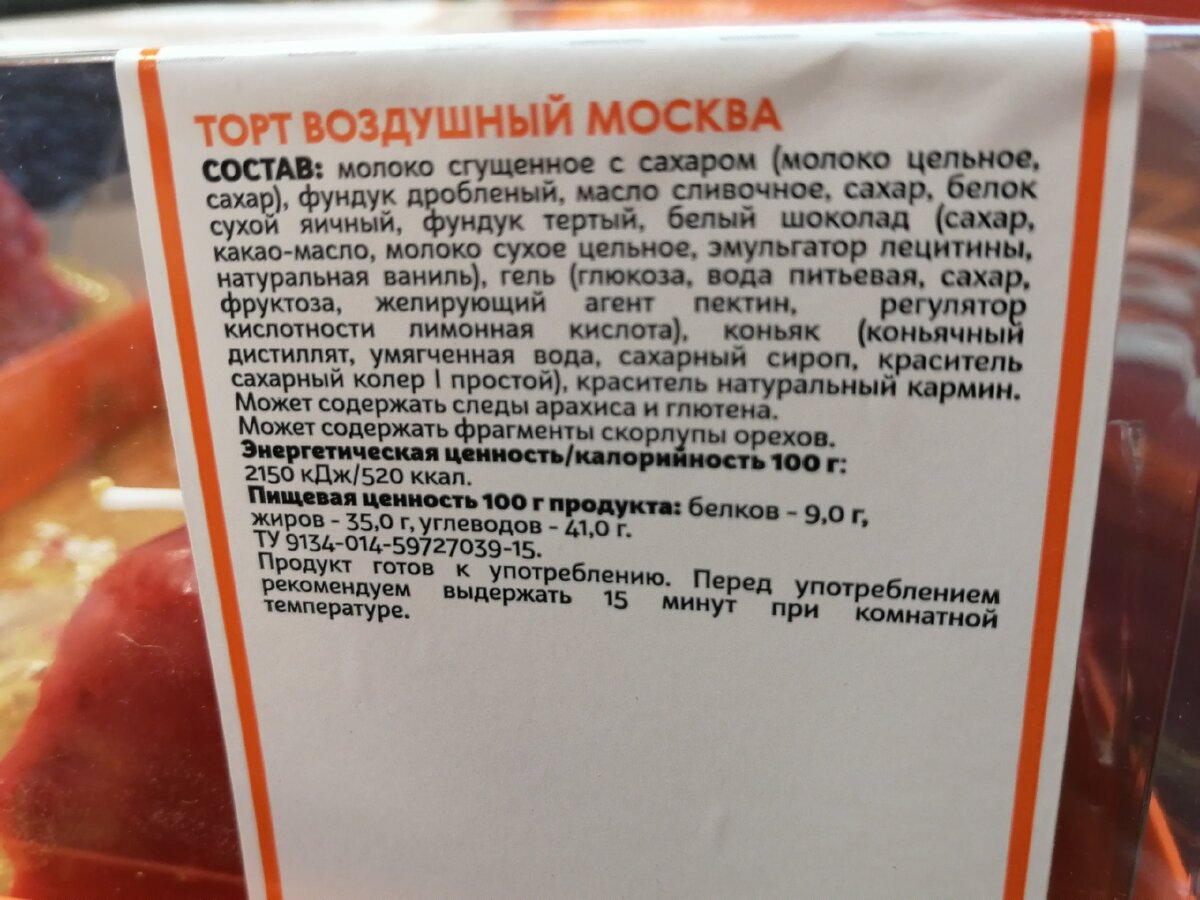 ТОРТ ВОЗДУШНЫЙ МОСКВА
СОСТАВ: молоко сгущенное с сахаром (молоко цельное,
сахар), фундук дробленый, масло сливочное, сахар, белок
сухой яичный, фундук тертый, белый шоколад (сахар,
какао-масло, молоко сухое цельное, эмульгатор лецитины,
натуральная ваниль), гель (глюкоза, вода питьевая, сахар,
фруктоза, желирующий агент пектин, регулятор
кислотности лимонная кислота), коньяк (коньячный
дистиллят, умягченная вода, сахарный сироп, краситель
сахарный колер I простой), краситель натуральный кармин.
Может содержать следы арахиса и глютена.
Может содержать фрагменты скорлупы орехов.
Энергетическая ценность/калорийность 100 г:
2150 кДж/520 ккал.
Пищевая ценность 100 г продукта: белков – 9,0 г,
жиров – 35,0 г, углеводов – 41,0 г.
ТУ 9134-014-59727039-15.
Продукт готов к употреблению. Перед употреблением
рекомендуем выдержать 15 минут при комнатной
температуре.